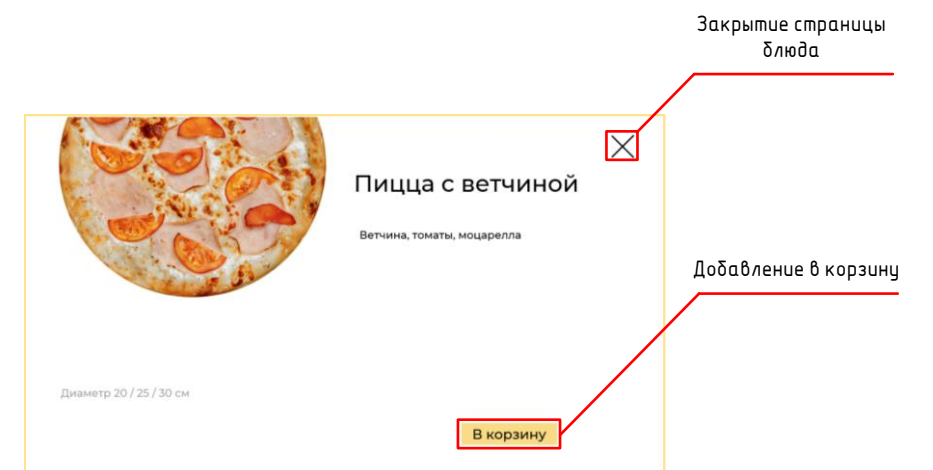 Закрытие страницы
блюда
Пицца с ветчиной
Ветчина, томаты, моцарелла
Добавление в корзину
Диаметр 20 / 25 / 30 см
В корзину